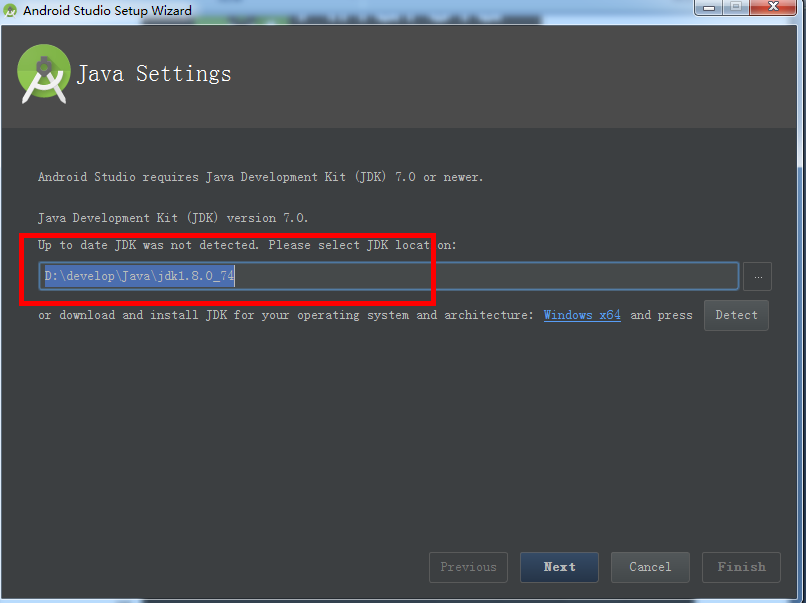 Android Studio Setup Wizard
Java Settings
Android Studio requires Java Development Kit (JDK) 7.0 or newer.
Java Development Kit (JDK) version 7.0.
Up to date JDK was not detected. Please select JDK location:
D:\develop\Java\jdk1.8.0_74
...
or download and install JDK for your operating system and architecture: Windows x64 and press Detect
Previous Next Cancel Finish